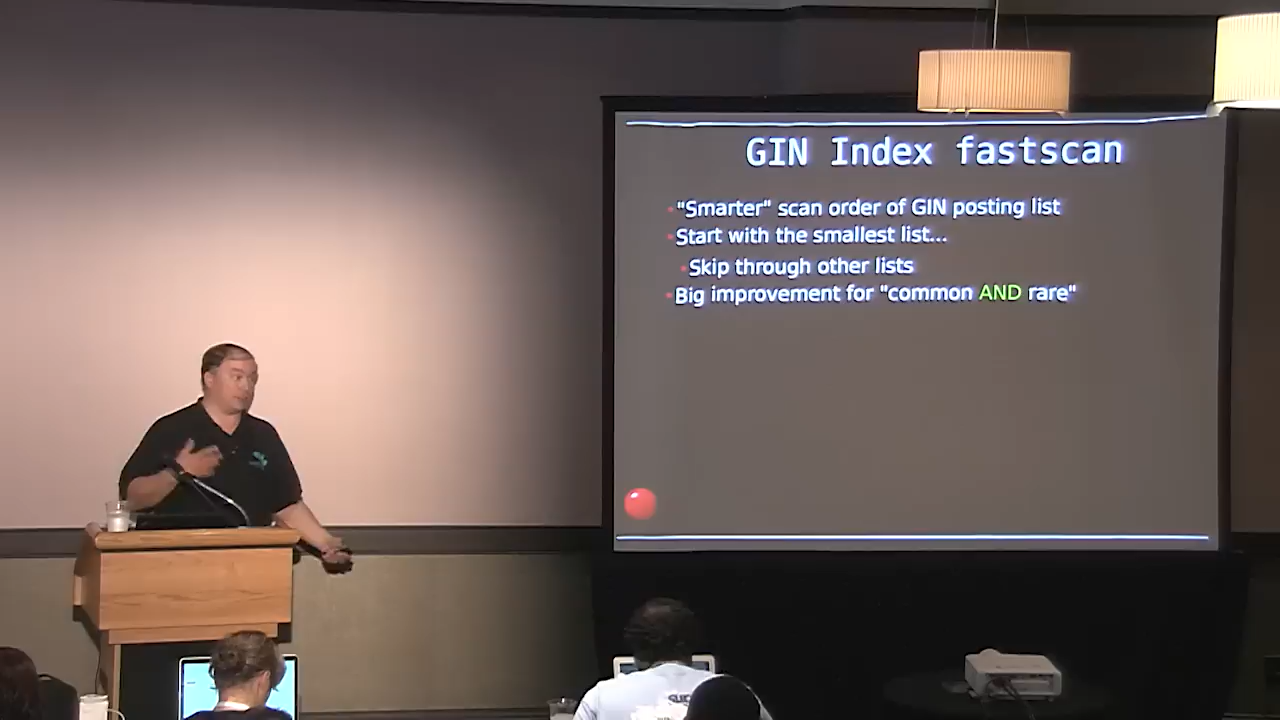 GIN Index fastscan
"Smarter" scan order of GIN posting list
Start with the smallest list...
Skip through other lists
Big improvement for "common AND rare"